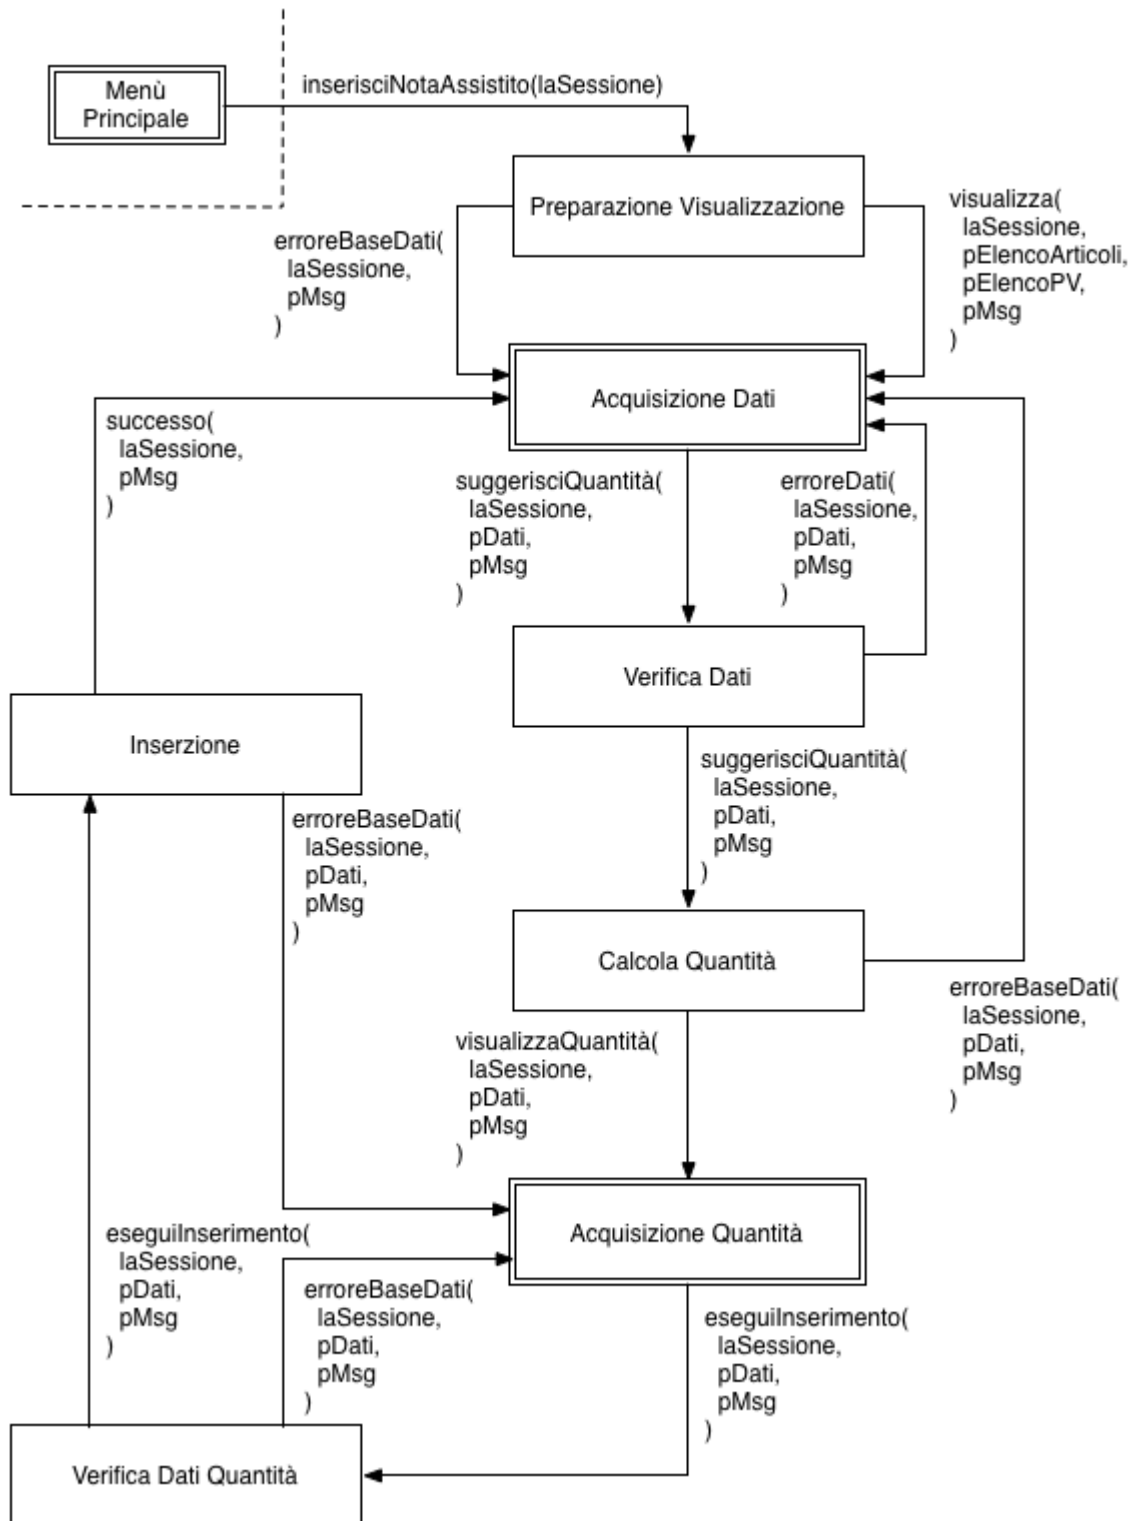 Menù
Principale
inserisciNotaAssistito(laSessione)
Preparazione Visualizzazione
erroreBaseDati(
laSessione,
pMsg
)
visualizza(
laSessione,
pElencoArticoli,
pElencoPV,
pMsg
)
Acquisizione Dati
successo(
laSessione,
pMsg
)
suggerisciQuantità(
laSessione,
pDati,
pMsg
)
erroreDati(
laSessione,
pDati,
pMsg
)
Verifica Dati
Inserzione
suggerisciQuantità(
laSessione,
pDati,
pMsg
)
erroreBaseDati(
laSessione,
pDati,
pMsg
)
Calcola Quantità
erroreBaseDati(
laSessione,
pDati,
pMsg
)
visualizzaQuantità(
laSessione,
pDati,
pMsg
)
Acquisizione Quantità
eseguiInserimento(
laSessione,
pDati,
pMsg
)
erroreBaseDati(
laSessione,
pDati,
pMsg
)
eseguiInserimento(
laSessione,
pDati,
pMsg
)
Verifica Dati Quantità